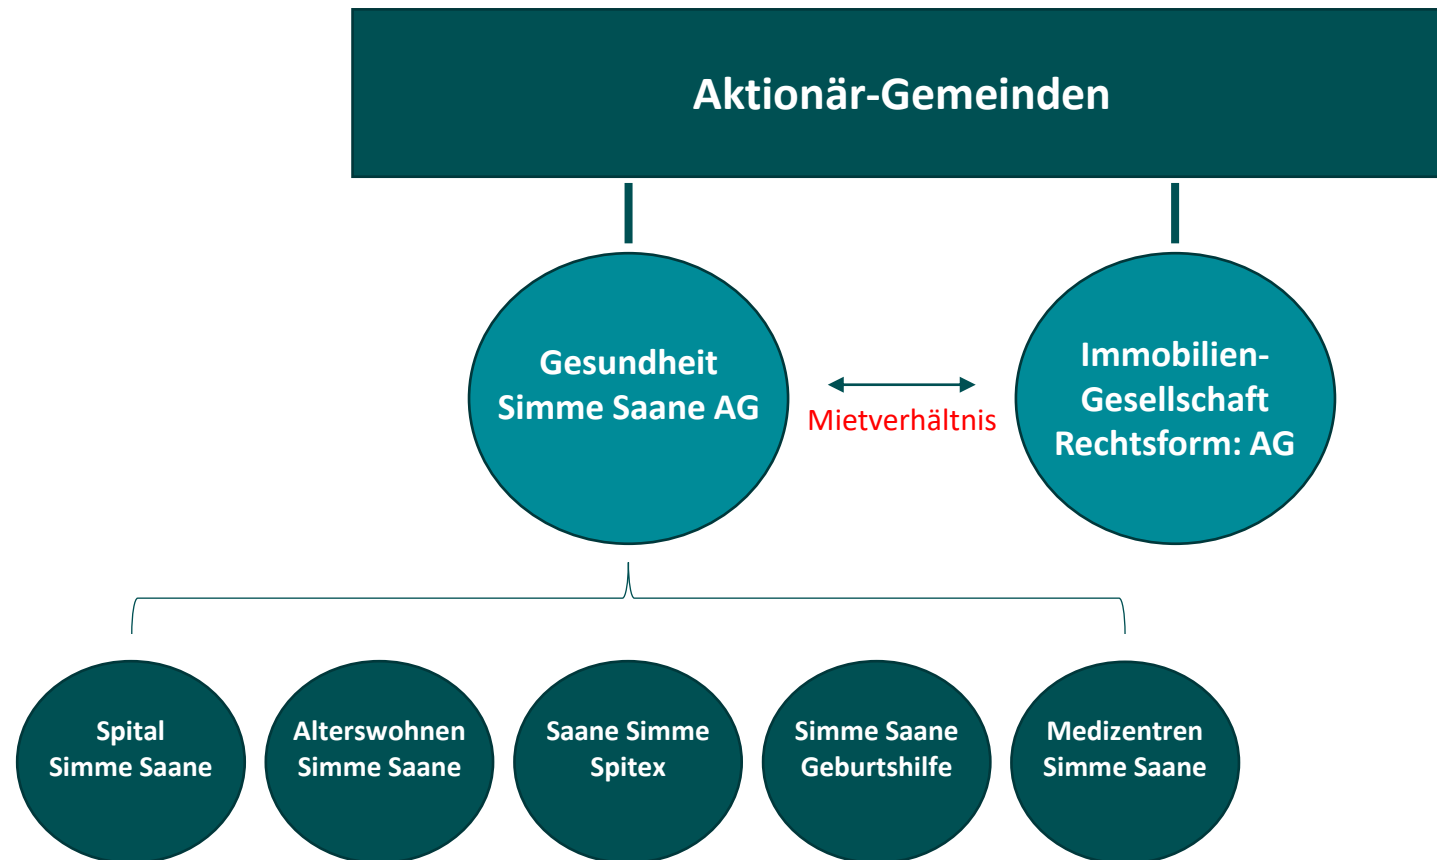 Aktionär-Gemeinden
Gesundheit
Simme Saane AG
Mietverhältnis
Immobilien-
Gesellschaft
Rechtsform: AG
Spital
Simme Saane
Alterswohnen
Simme Saane
Saane Simme
Spitex
Simme Saane
Geburtshilfe
Medizentren
Simme Saane